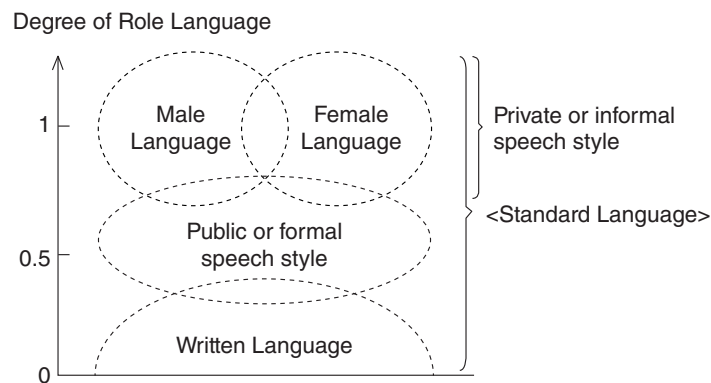 Degree of Role Language
1
0.5
0
Male
Language
Female
Language
Public or formal
speech style
Written Language
Private or informal
speech style
<Standard Language>